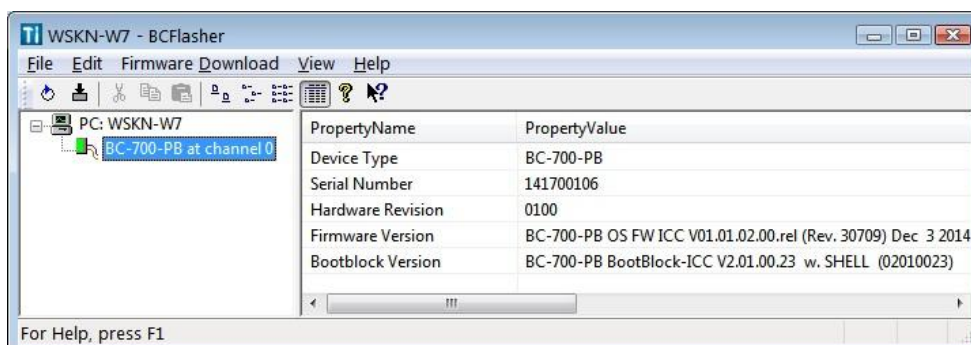 Ti WSKN-W7 - BCFlasher
File Edit Firmware Download View Help
PC: WSKN-W7
BC-700-PB at channel 0
PropertyName PropertyValue
Device Type BC-700-PB
Serial Number 141700106
Hardware Revision 0100
Firmware Version BC-700-PB OS FW ICC V01.01.02.00.rel (Rev. 30709) Dec 3 2014
Bootblock Version BC-700-PB BootBlock-ICC V2.01.00.23 w. SHELL (02010023)
For Help, press F1